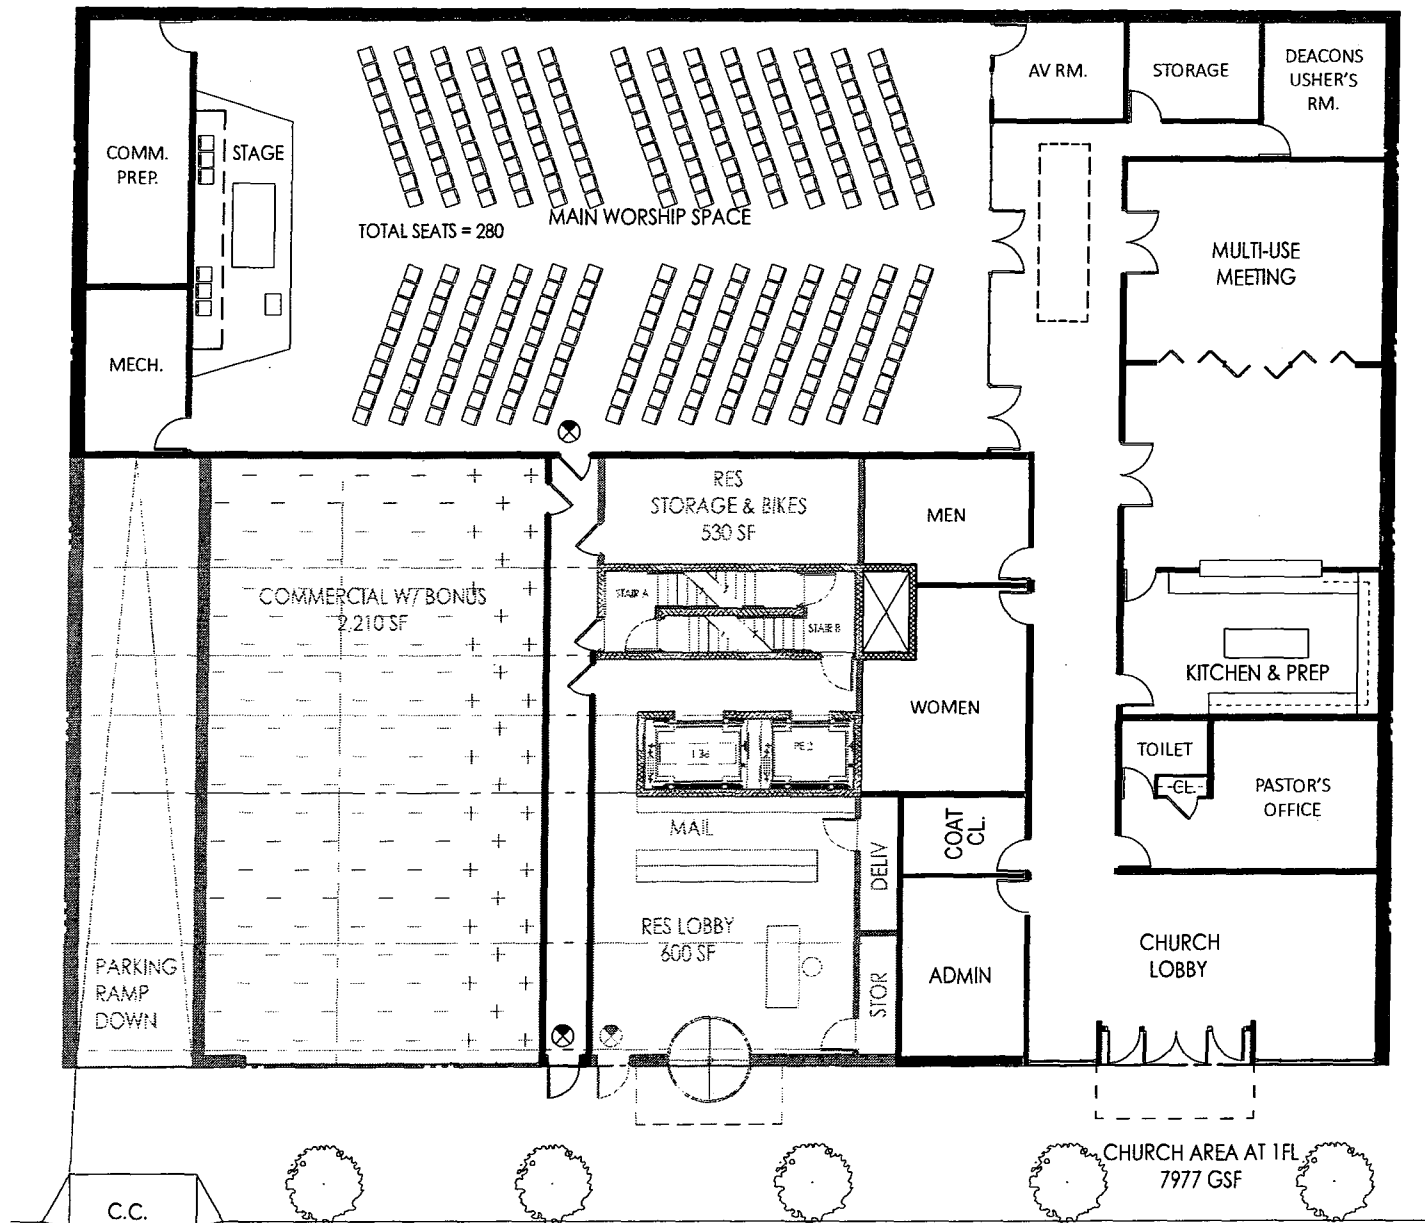 AV RM.
STORAGE
DEACONS
USHER'S
RM.
COMM.
PREP.
STAGE
MAIN WORSHIP SPACE
TOTAL SEATS = 280
MULTI-USE
MEETING
MECH.
RES
STORAGE & BIKES
530 SF
MEN
COMMERCIAL W/ BONUS
2,210 SF
STAIR A
STAIR B
KITCHEN & PREP
WOMEN
TOILET
CL.
PE 2
PASTOR'S
OFFICE
MAIL
COAT
CL.
DELIV
RES LOBBY
600 SF
CHURCH
LOBBY
PARKING
RAMP
DOWN
STOR
ADMIN
CHURCH AREA AT 1FL
7977 GSF
C.C.